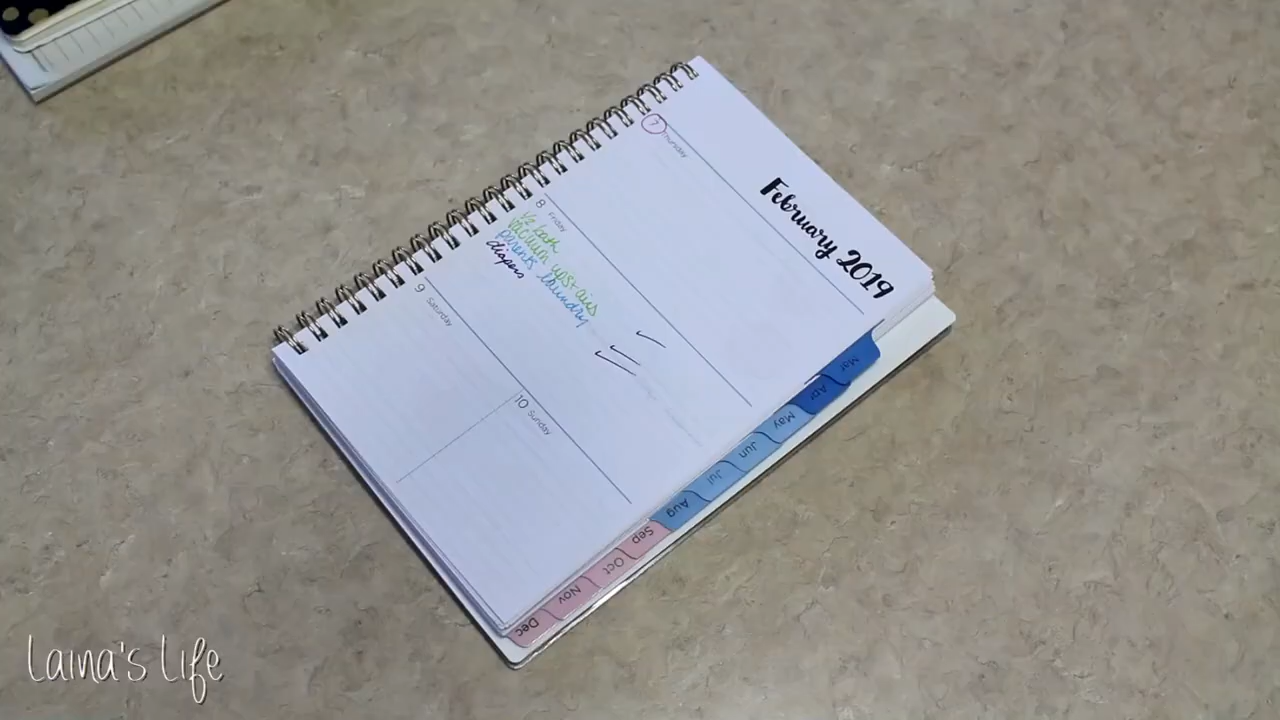 February 2019
7 Thursday
8 Friday
1/2 bath
vacuum upstairs
parents laundry
diapers
9 Saturday
10 Sunday
Mar
Apr
May
Jun
Jul
Aug
Sep
Oct
Nov
Dec
Laina's Life